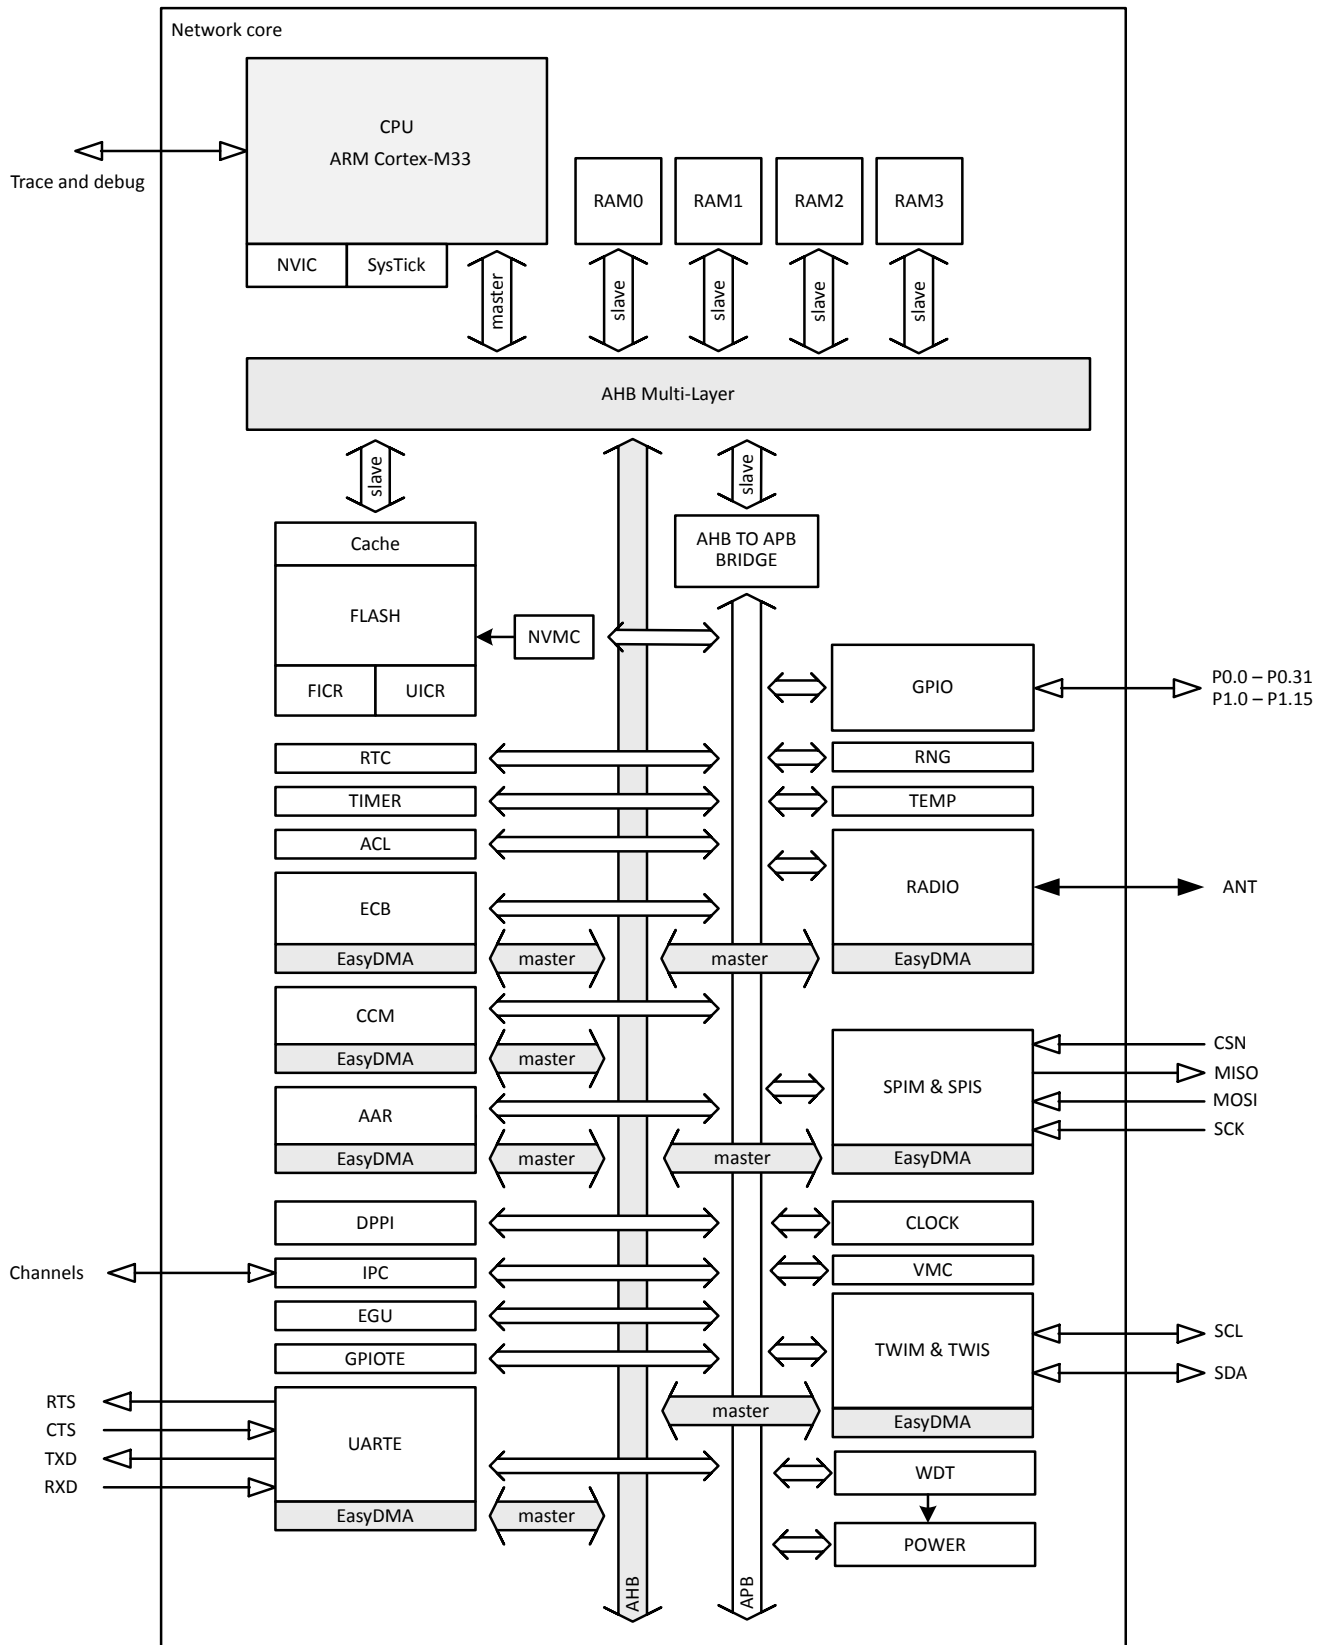 Network core
CPU
ARM Cortex-M33
Trace and debug
NVIC
SysTick
RAM0
RAM1
RAM2
RAM3
master
slave
slave
slave
slave
AHB Multi-Layer
slave
slave
Cache
AHB TO APB
BRIDGE
FLASH
NVMC
FICR
UICR
GPIO
P0.0 – P0.31
P1.0 – P1.15
RTC
RNG
TIMER
TEMP
ACL
ECB
RADIO
ANT
EasyDMA
master
master
EasyDMA
CCM
EasyDMA
master
CSN
SPIM & SPIS
MISO
MOSI
SCK
AAR
EasyDMA
master
master
EasyDMA
DPPI
CLOCK
Channels
IPC
VMC
EGU
GPIOTE
TWIM & TWIS
SCL
SDA
master
EasyDMA
RTS
CTS
TXD
RXD
UARTE
WDT
EasyDMA
master
POWER
AHB
APB